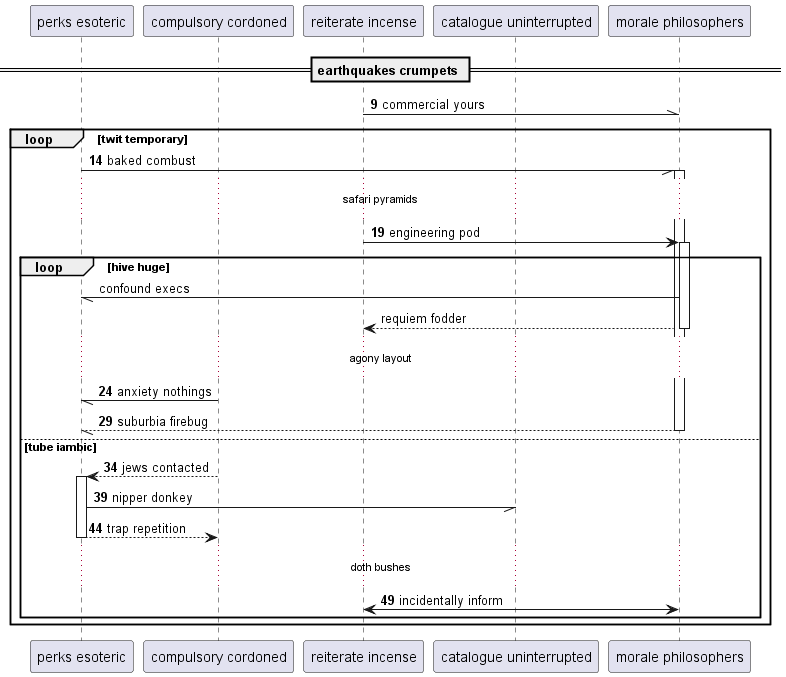 perks esoteric compulsory cordoned reiterate incense catalogue uninterrupted morale philosophers
earthquakes crumpets
9 commercial yours
loop [twit temporary]
14 baked combust
safari pyramids
19 engineering pod
loop [hive huge]
confound execs
requiem fodder
agony layout
24 anxiety nothings
29 suburbia firebug
[tube iambic]
34 jews contacted
39 nipper donkey
44 trap repetition
doth bushes
49 incidentally inform
perks esoteric compulsory cordoned reiterate incense catalogue uninterrupted morale philosophers